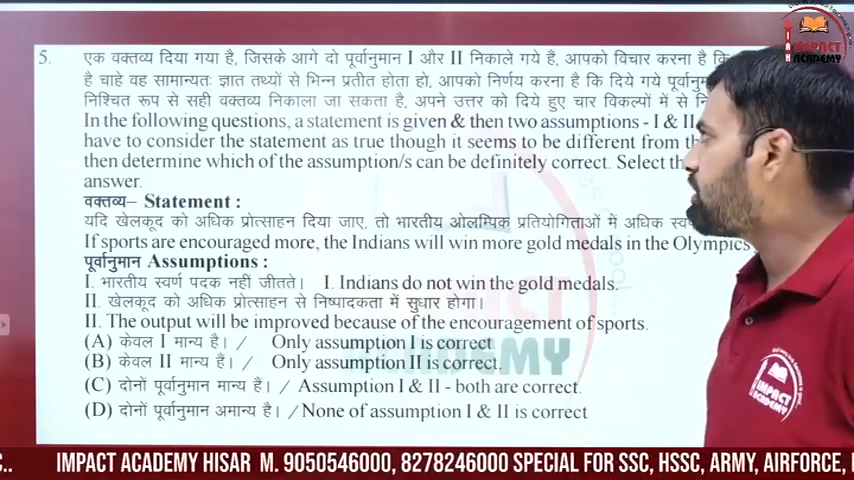 IMPACT
ACADEMY
5. एक वक्तव्य दिया गया है, जिसके आगे दो पूर्वानुमान I और II निकाले गये हैं, आपको विचार करना है कि
है चाहे वह सामान्यतः ज्ञात तथ्यों से भिन्न प्रतीत होता हो, आपको निर्णय करना है कि दिये गये
निश्चित रूप से सही वक्तव्य निकाला जा सकता है, अपने उत्तर को दिये हुए चार विकल्पों में से
In the following questions, a statement is given & then two assumptions - I & II
have to consider the statement as true though it seems to be different from
then determine which of the assumption/s can be definitely correct. Select
answer.
वक्तव्य– Statement :
यदि खेलकूद को अधिक प्रोत्साहन दिया जाए, तो भारतीय ओलम्पिक प्रतियोगिताओं में अधिक
If sports are encouraged more, the Indians will win more gold medals in the Olympics
पूर्वानुमान Assumptions :
I. भारतीय स्वर्ण पदक नहीं जीतते। I. Indians do not win the gold medals.
II. खेलकूद को अधिक प्रोत्साहन से निष्पादकता में सुधार होगा।
II. The output will be improved because of the encouragement of sports.
(A) केवल I मान्य है। / Only assumption I is correct
(B) केवल II मान्य हैं। / Only assumption II is correct.
(C) दोनों पूर्वानुमान मान्य हैं। / Assumption I & II - both are correct.
(D) दोनों पूर्वानुमान अमान्य है। / None of assumption I & II is correct
IMPACT
ACADEMY
IMPACT ACADEMY HISAR M. 9050546000, 8278246000 SPECIAL FOR SSC, HSSC, ARMY, AIRFORCE,